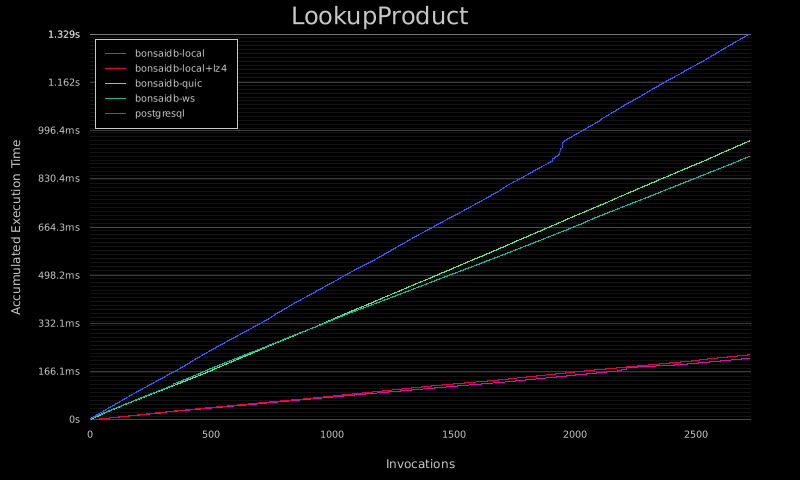 LookupProduct
1.329s
1.162s
996.4ms
830.4ms
664.3ms
498.2ms
332.1ms
166.1ms
0s
bonsaidb-local
bonsaidb-local+lz4
bonsaidb-quic
bonsaidb-ws
postgresql
Accumulated Execution Time
0 500 1000 1500 2000 2500
Invocations